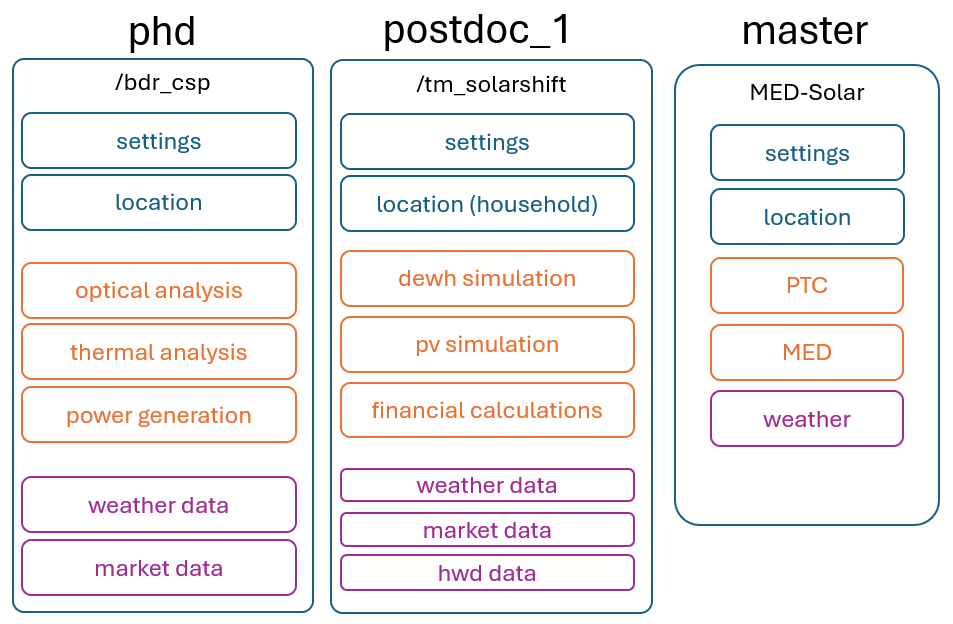 phd
/bdr_csp
settings
location
optical analysis
thermal analysis
power generation
weather data
market data
postdoc_1
/tm_solarshift
settings
location (household)
dewh simulation
pv simulation
financial calculations
weather data
market data
hwd data
master
MED-Solar
settings
location
PTC
MED
weather